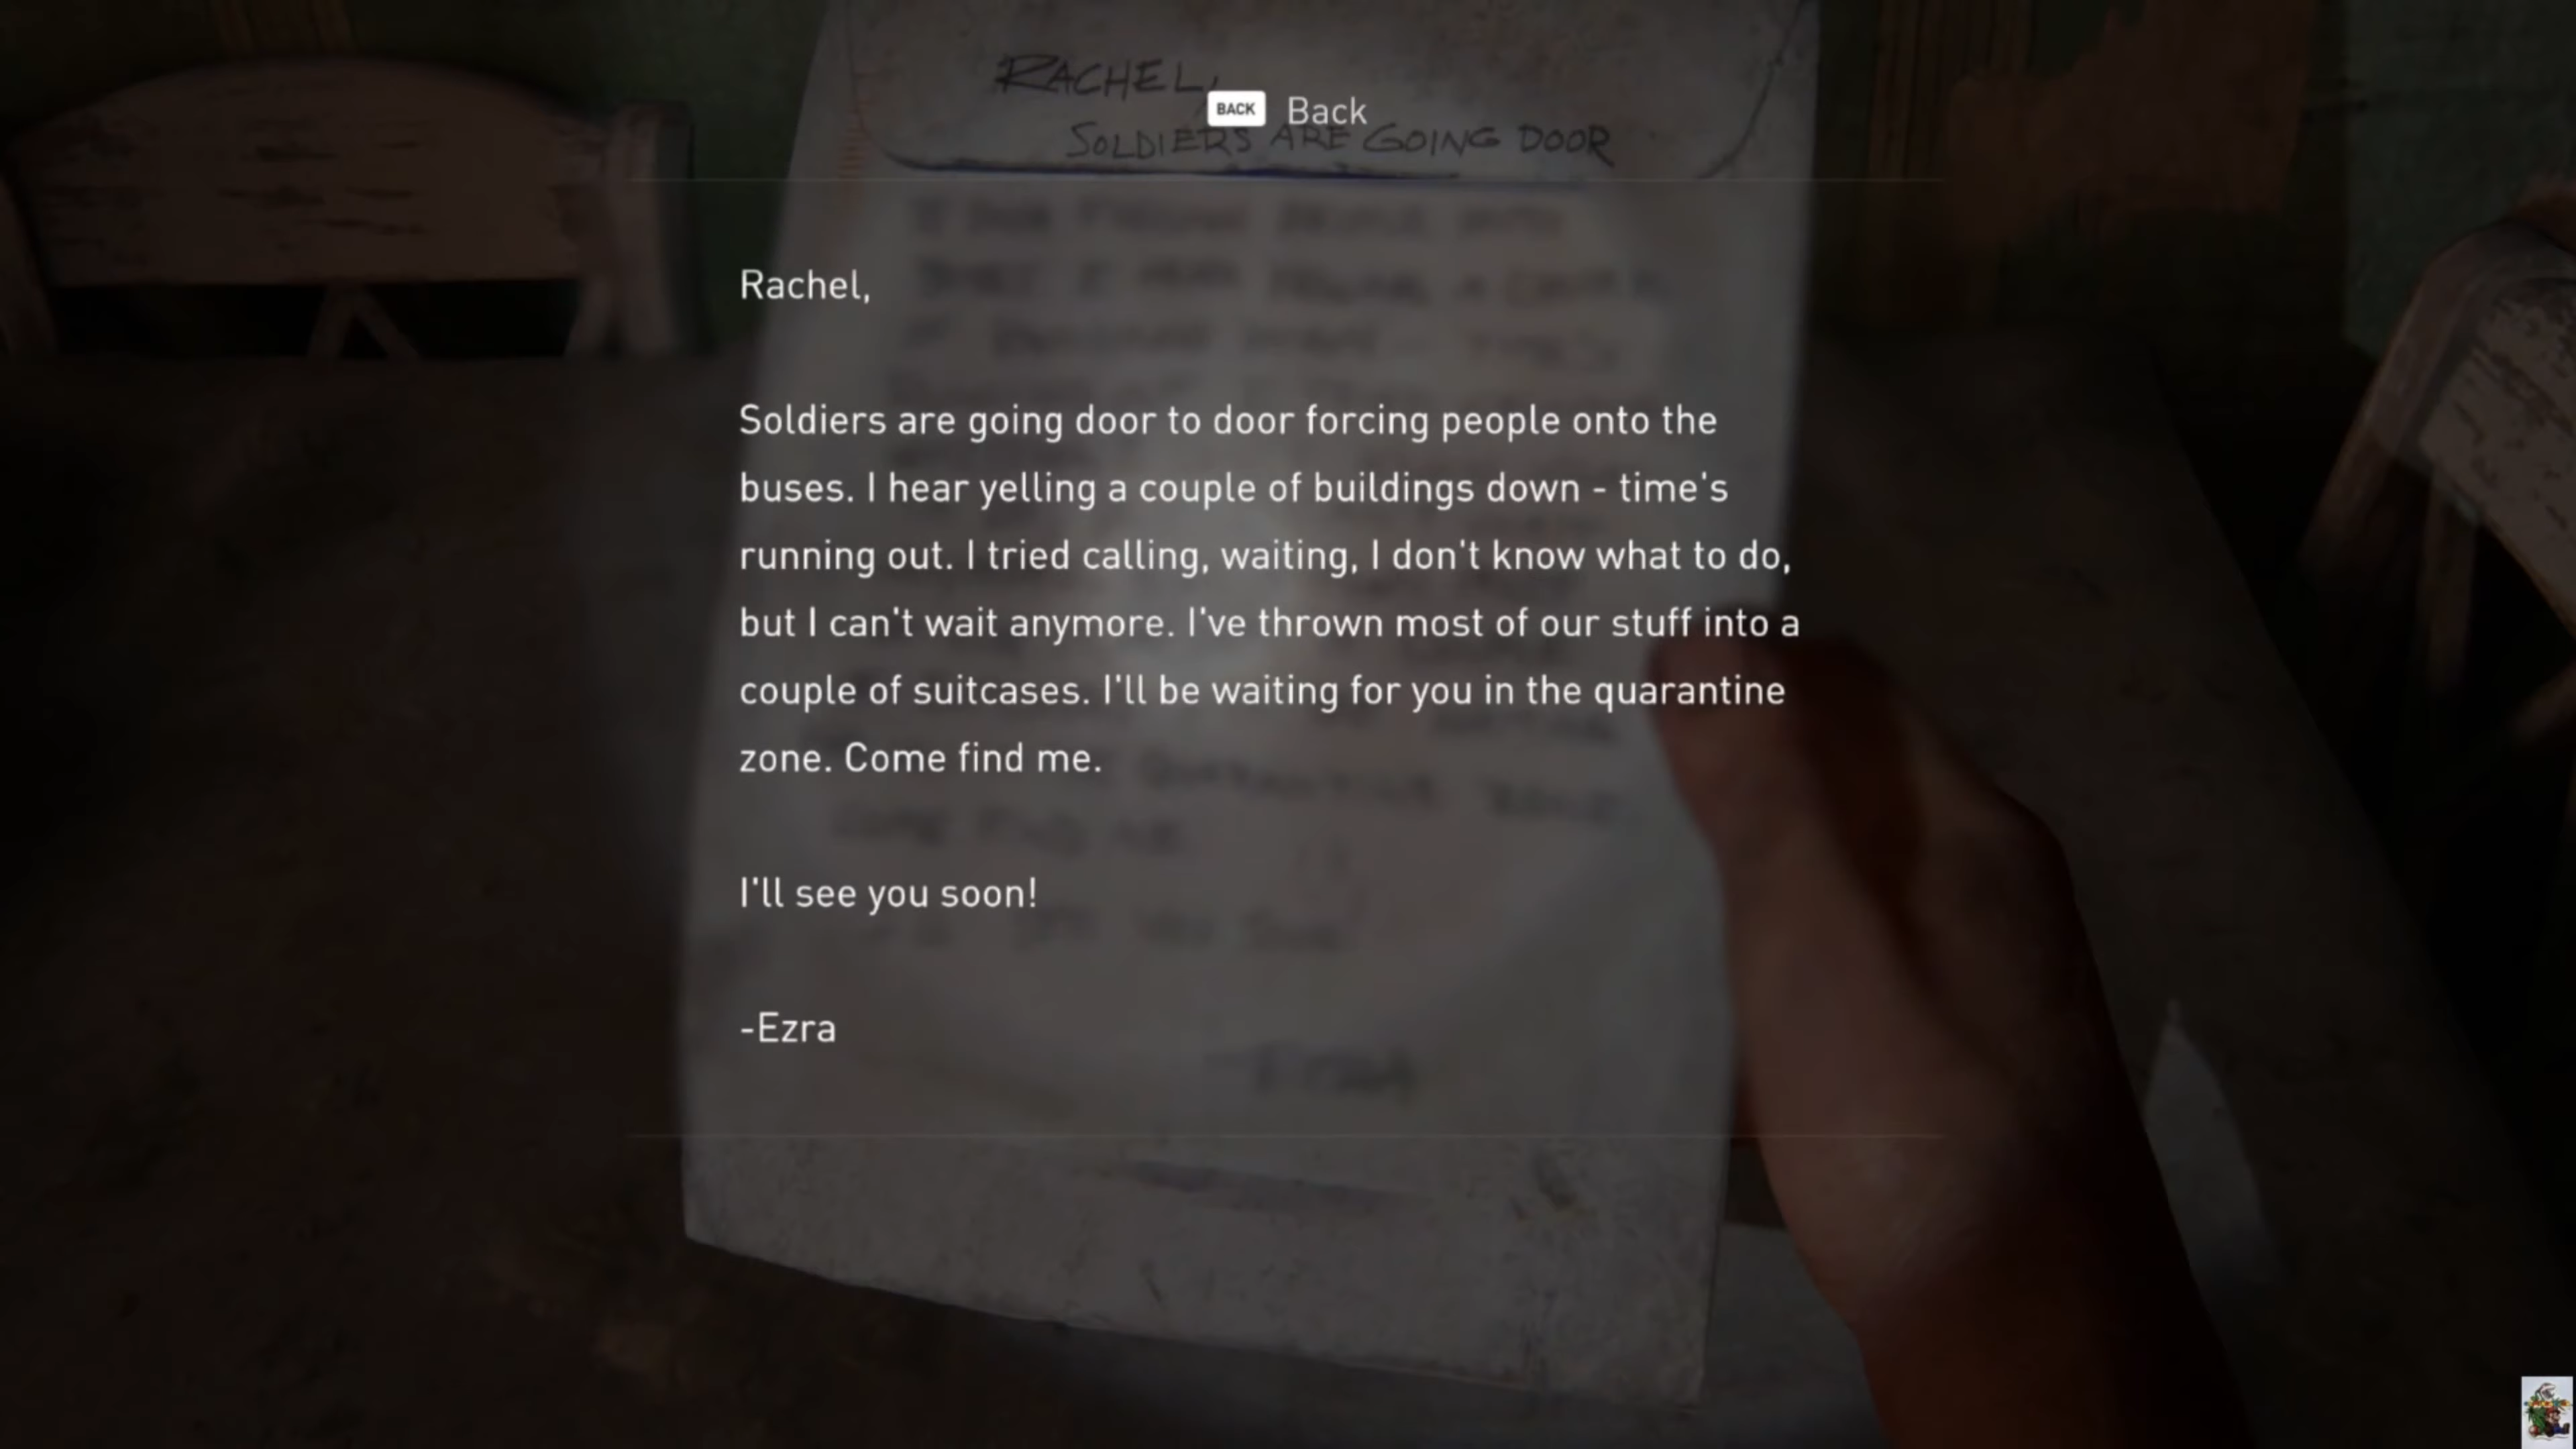 RACHEL,
BACK Back
SOLDIERS ARE GOING DOOR
Rachel,
Soldiers are going door to door forcing people onto the
buses. I hear yelling a couple of buildings down - time's
running out. I tried calling, waiting, I don't know what to do,
but I can't wait anymore. I've thrown most of our stuff into a
couple of suitcases. I'll be waiting for you in the quarantine
zone. Come find me.
I'll see you soon!
-Ezra